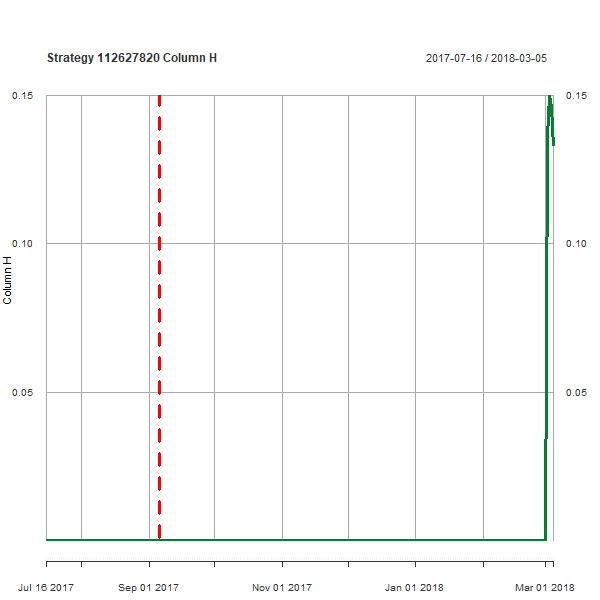 Strategy 112627820 Column H
2017-07-16 / 2018-03-05
0.15 0.15
0.10 0.10
Column H
0.05 0.05
Jul 16 2017 Sep 01 2017 Nov 01 2017 Jan 01 2018 Mar 01 2018